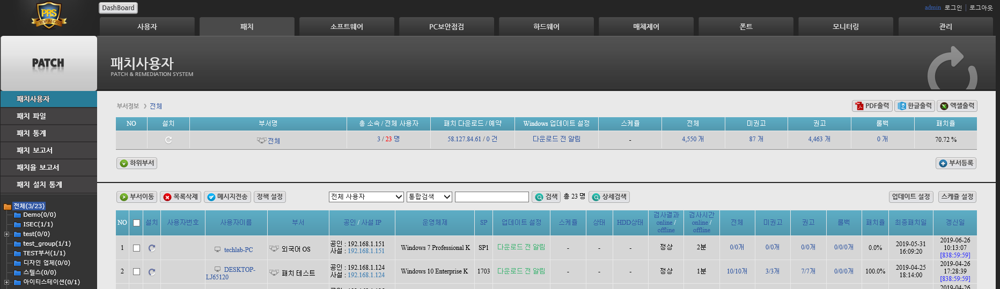 PRS
TOP AEGIS
DashBoard
admin 로그인 | 로그아웃
사용자 패치 소프트웨어 PC보안점검 하드웨어 매체제어 폰트 모니터링 관리
PATCH
패치사용자
PATCH & REMEDIATION SYSTEM
패치사용자
패치 파일
패치 통계
패치 보고서
패치율 보고서
패치 설치 통계
전체(3/23)
Demo(0/0)
ISEC(1/1)
test(0/0)
test_group(1/1)
TEST부서(1/1)
디자인 업체(0/0)
스텔스(0/0)
아이티스테이션(0/1)
부서정보 > 전체
PDF출력 한글출력 엑셀출력
NO 설치 부서명 총 소속 / 전체 사용자 패치 다운로드 / 예약 Windows 업데이트 설정 스케쥴 전체 미권고 권고 롤백 패치율
전체 3 / 23 명 58.127.84.61 / 0 건 다운로드 전 알림 - 4,550 개 87 개 4,463 개 0 개 70.72 %
하위부서 부서등록
부서이동 목록삭제 메시지전송 정책 설정 전체 사용자 통합검색 검색 총 23 명 상세검색 업데이트 설정 스케쥴 설정
NO 설치 사용자번호 사용자이름 부서 공인 / 사설 IP 운영체제 SP 업데이트 설정 스케쥴 상태 HDD상태 검사결과 online / offline 검사시간 online / offline 전체 미권고 권고 롤백 패치율 최종패치일 갱신일
1 techlab-PC 외국어 OS 공인 : 192.168.1.151 사설 : 192.168.1.151 Windows 7 Professional K SP1 다운로드 전 알림 - - - 정상 2분 0/0개 0/0개 0/0개 0/0/0개 0.0% 2019-05-31 16:09:20 2019-06-26 10:13:07 [838:59:59]
2 DESKTOP-LJ65120 패치 테스트 공인 : 192.168.1.124 사설 : 192.168.1.124 Windows 10 Enterprise K 1703 다운로드 전 알림 - - - 정상 1분 10/10개 3/3개 7/7개 0/0/0개 100.0% 2019-04-25 18:14:00 2019-04-26 17:28:39 [838:59:59]
2019-04-26